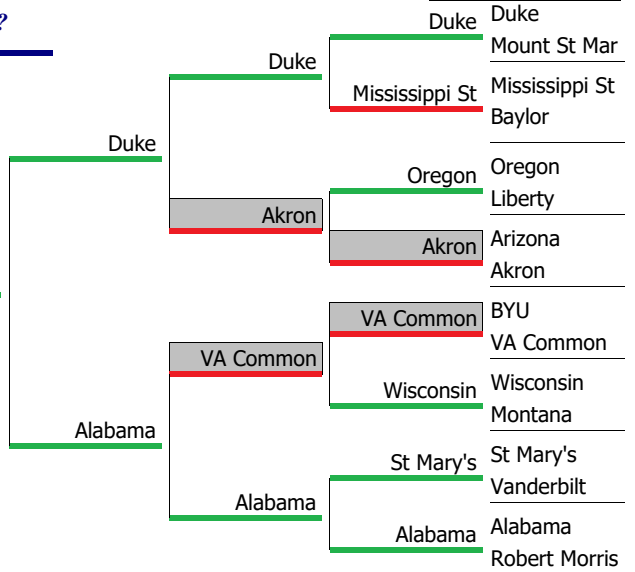 ?
Duke
Duke
Mount St Mar
Duke
Mississippi St
Mississippi St
Baylor
Duke
Oregon
Oregon
Liberty
Akron
Akron
Arizona
Akron
VA Common
BYU
VA Common
VA Common
Wisconsin
Wisconsin
Montana
Alabama
St Mary's
St Mary's
Vanderbilt
Alabama
Alabama
Alabama
Robert Morris